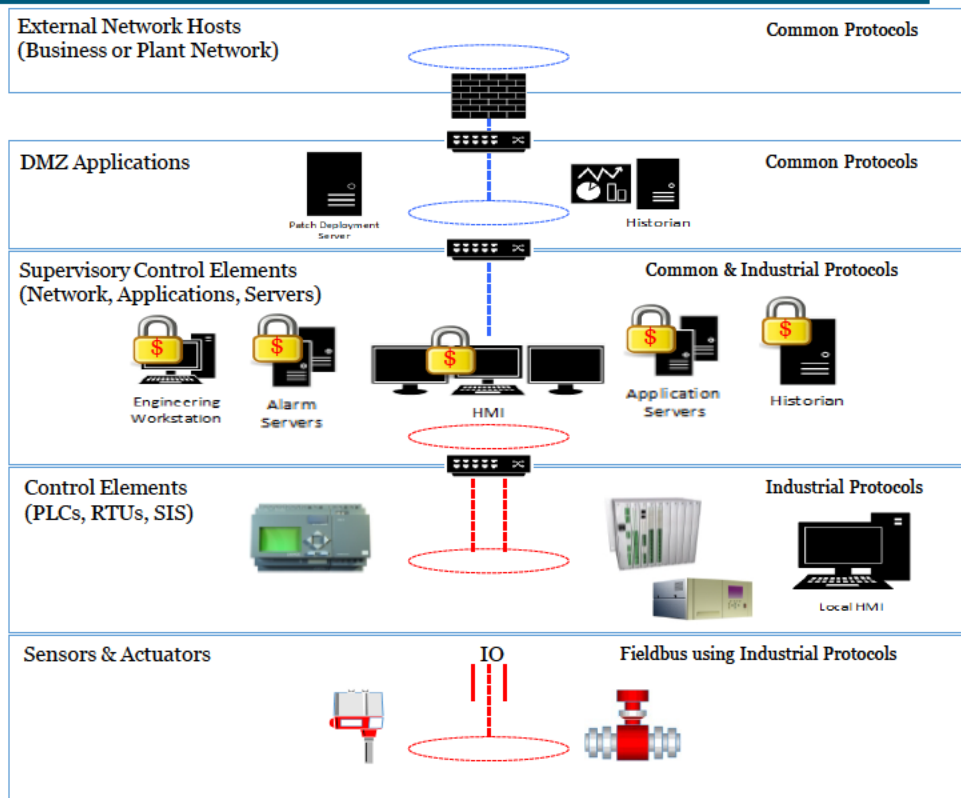 External Network Hosts
(Business or Plant Network)
Common Protocols
DMZ Applications
Common Protocols
Patch Deployment
Server
Historian
Supervisory Control Elements
(Network, Applications, Servers)
Common & Industrial Protocols
$
$
$
$
$
Engineering
Workstation
Alarm
Servers
HMI
Application
Servers
Historian
Control Elements
(PLCs, RTUs, SIS)
Industrial Protocols
Local HMI
Sensors & Actuators
IO
Fieldbus using Industrial Protocols